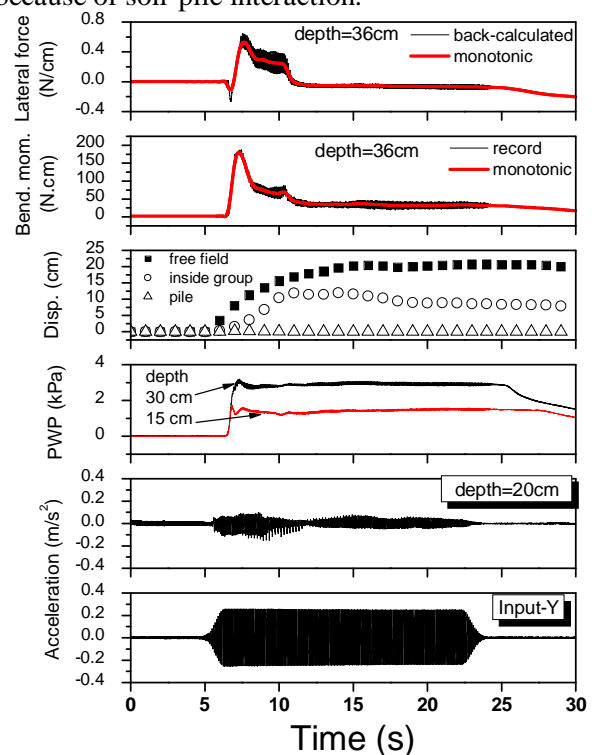 because of soil-pile interaction.
Lateral force
(N/cm)
0.8
0.4
0.0
-0.4
depth=36cm
back-calculated
monotonic
Bend. mom.
(N.cm)
200
150
100
50
0
depth=36cm
record
monotonic
Disp. (cm)
25
20
15
10
5
0
free field
inside group
pile
PWP (kPa)
4
2
0
depth
30 cm
15 cm
Acceleration (m/s²)
0.4
0.2
0.0
-0.2
-0.4
depth=20cm
0.4
0.2
0.0
-0.2
-0.4
Input-Y
0 5 10 15 20 25 30
Time (s)